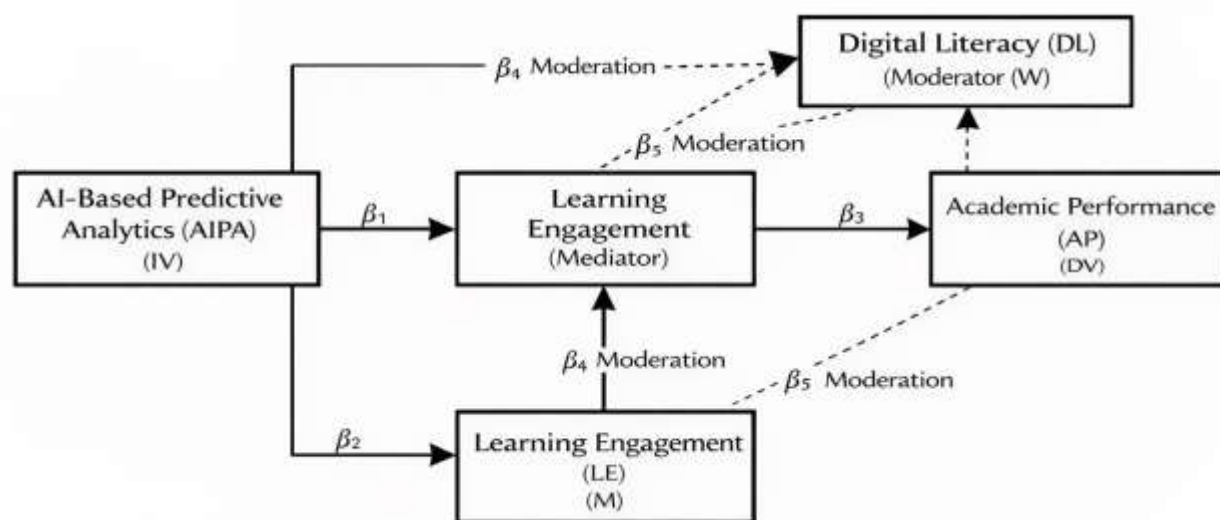 Digital Literacy (DL)
(Moderator (W)
β₄ Moderation
β₅ Moderation
AI-Based Predictive
Analytics (AIPA)
(IV)
β₁
Learning
Engagement
(Mediator)
β₃
Academic Performance
(AP)
(DV)
β₄ Moderation
β₅ Moderation
β₂
Learning Engagement
(LE)
(M)